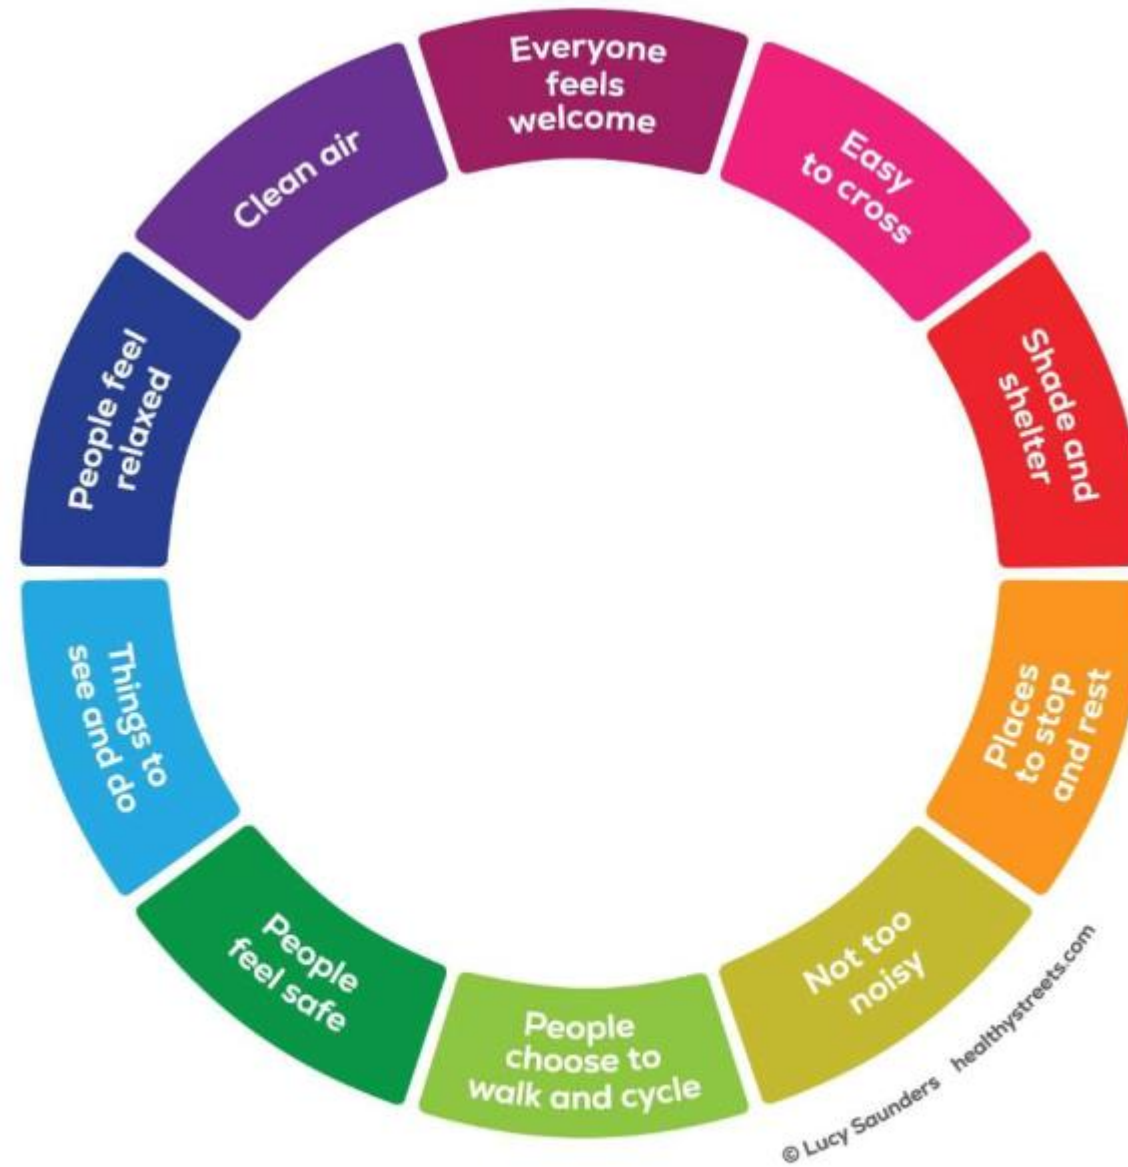 Everyone
feels
welcome
Easy
to cross
Shade and
shelter
Places
to stop
and rest
Not too
noisy
People
choose to
walk and cycle
People
feel safe
Things to
see and do
People feel
relaxed
Clean air
© Lucy Saunders healthystreets.com